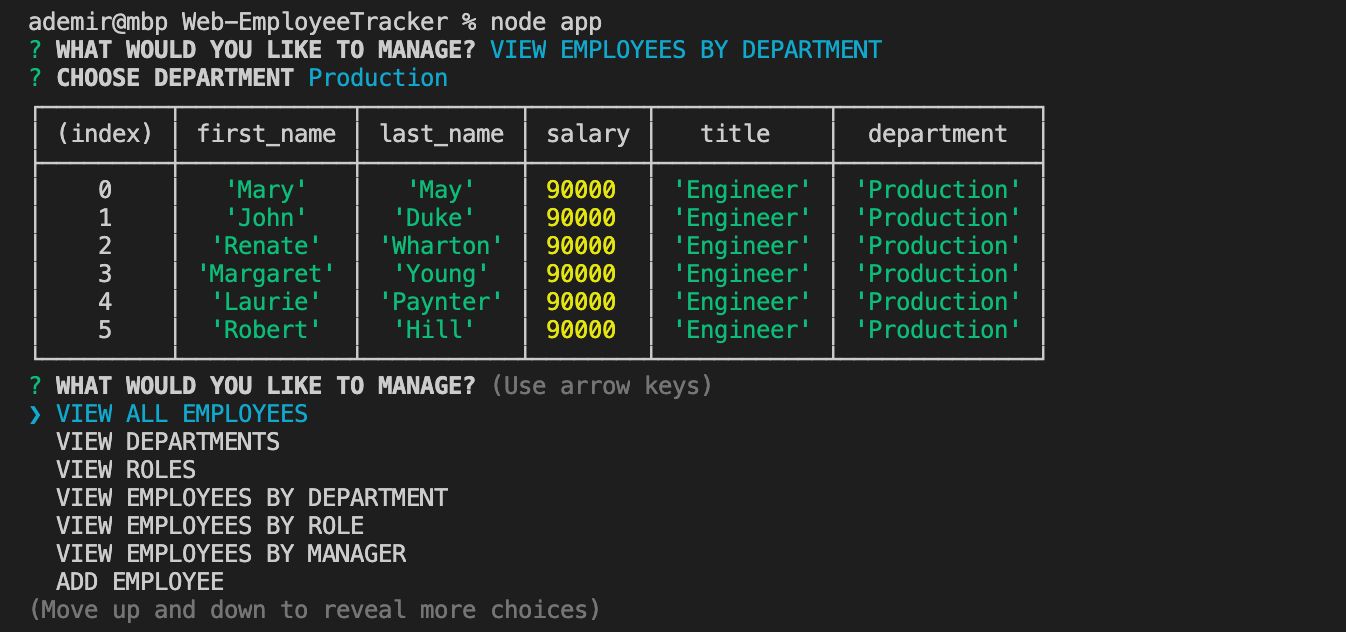 ademir@mbp Web-EmployeeTracker % node app
? WHAT WOULD YOU LIKE TO MANAGE? VIEW EMPLOYEES BY DEPARTMENT
? CHOOSE DEPARTMENT Production
(index) first_name last_name salary title department
0 'Mary' 'May' 90000 'Engineer' 'Production'
1 'John' 'Duke' 90000 'Engineer' 'Production'
2 'Renate' 'Wharton' 90000 'Engineer' 'Production'
3 'Margaret' 'Young' 90000 'Engineer' 'Production'
4 'Laurie' 'Paynter' 90000 'Engineer' 'Production'
5 'Robert' 'Hill' 90000 'Engineer' 'Production'
? WHAT WOULD YOU LIKE TO MANAGE? (Use arrow keys)
❯ VIEW ALL EMPLOYEES
VIEW DEPARTMENTS
VIEW ROLES
VIEW EMPLOYEES BY DEPARTMENT
VIEW EMPLOYEES BY ROLE
VIEW EMPLOYEES BY MANAGER
ADD EMPLOYEE
(Move up and down to reveal more choices)